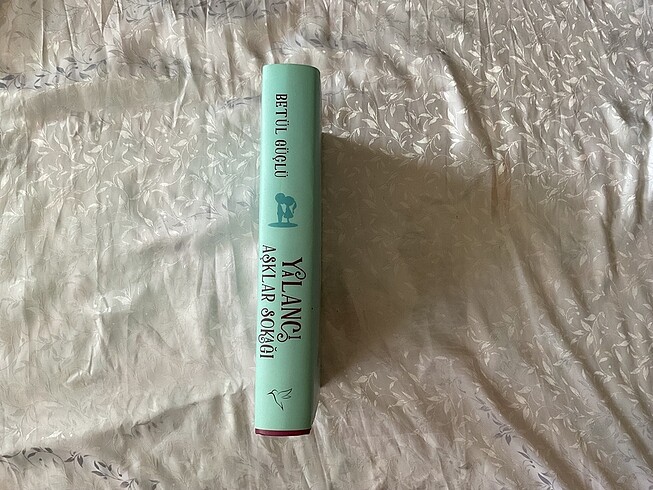 BETÜL GÜÇLÜ
YALANCI
AŞKLAR SOKAĞI